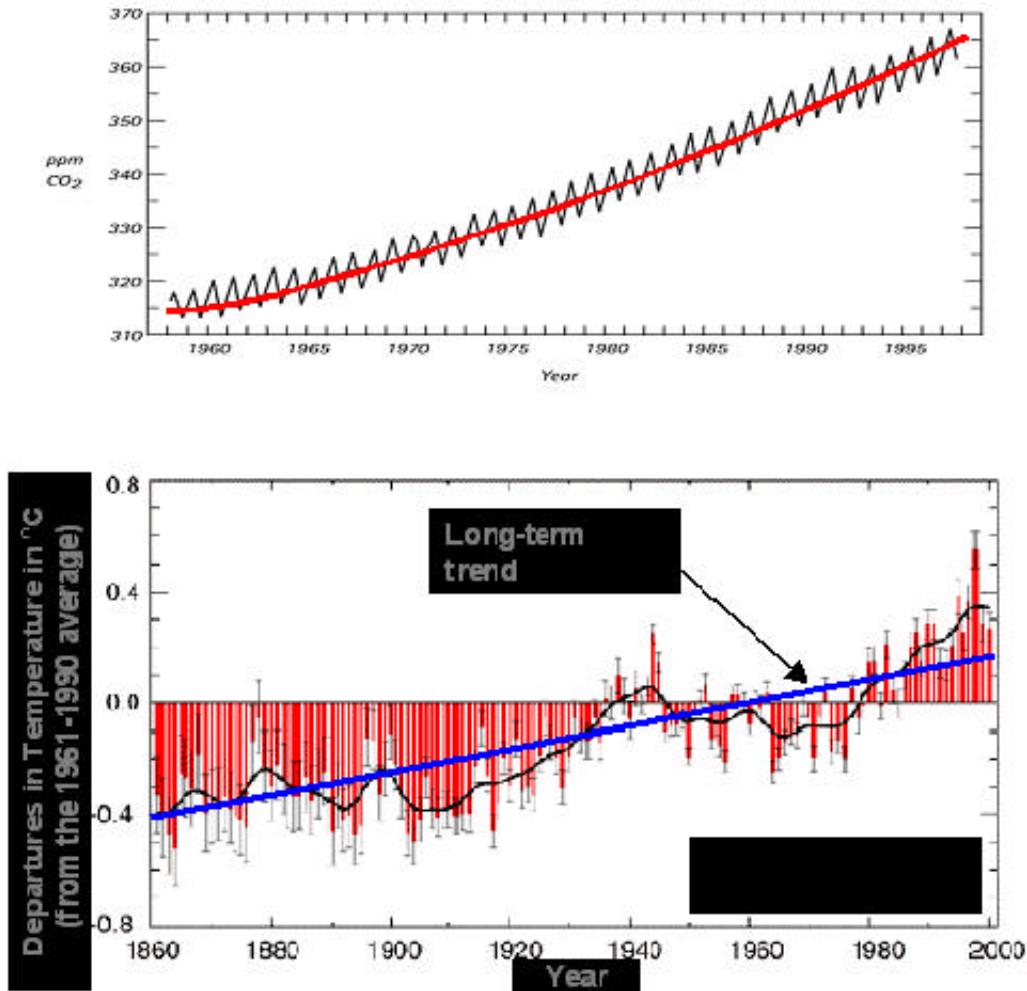 370
360
350
340
330
320
310
ppm
CO2
1960 1965 1970 1975 1980 1985 1990 1995
Year
Departures in Temperature in °C
(from the 1961-1990 average)
0.8
0.4
0.0
-0.4
-0.8
Long-term
trend
1860 1880 1900 1920 1940 1960 1980 2000
Year